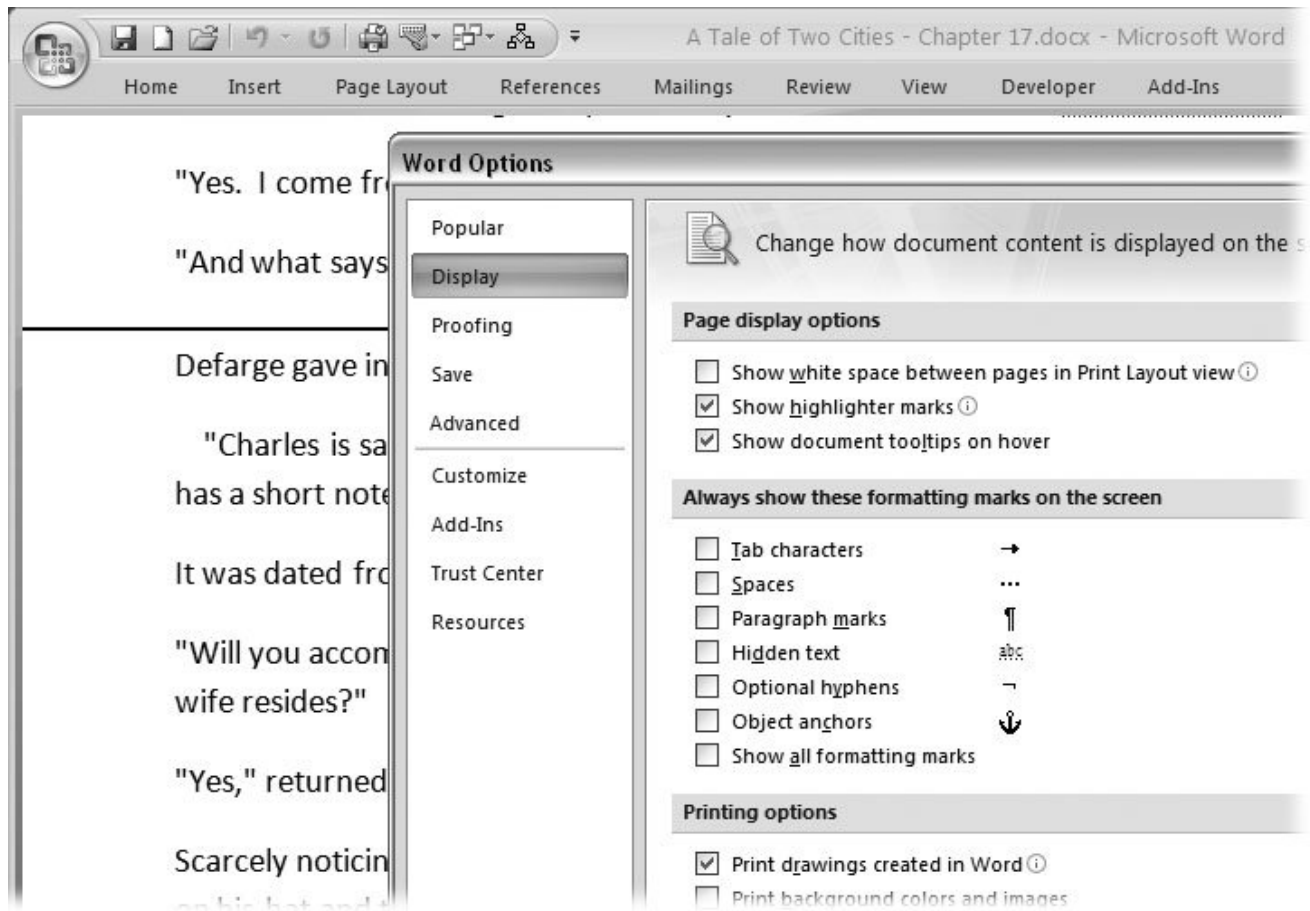 A Tale of Two Cities - Chapter 17.docx - Microsoft Word
Home Insert Page Layout References Mailings Review View Developer Add-Ins
"Yes. I come fr
"And what says
Defarge gave in
"Charles is sa
has a short note
It was dated fro
"Will you accom
wife resides?"
"Yes," returned
Scarcely noticin
on his hat and t
Word Options
Popular
Display
Proofing
Save
Advanced
Customize
Add-Ins
Trust Center
Resources
Change how document content is displayed on the s
Page display options
Show white space between pages in Print Layout view
Show highlighter marks
Show document tooltips on hover
Always show these formatting marks on the screen
Tab characters →
Spaces ...
Paragraph marks ¶
Hidden text abc
Optional hyphens ¬
Object anchors
Show all formatting marks
Printing options
Print drawings created in Word
Print background colors and images